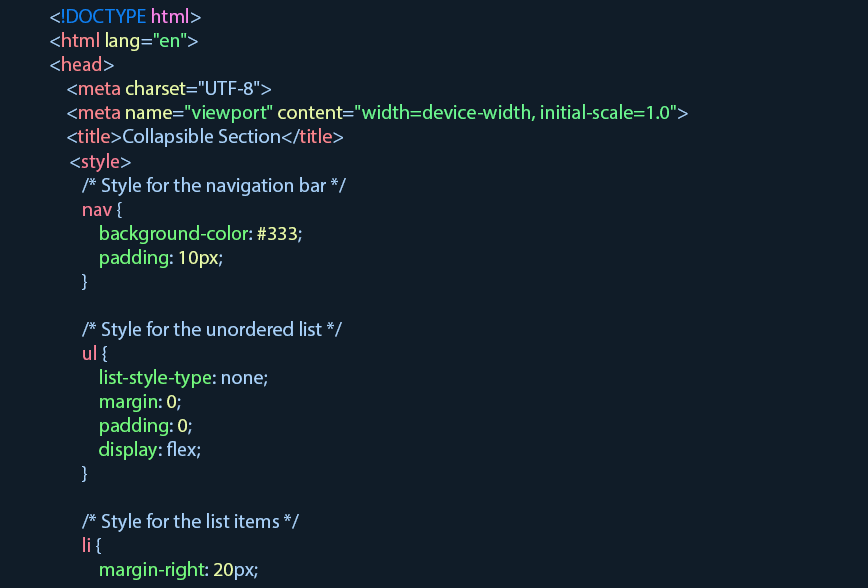 <!DOCTYPE html>
<html lang="en">
<head>
<meta charset="UTF-8">
<meta name="viewport" content="width=device-width, initial-scale=1.0">
<title>Collapsible Section</title>
<style>
/* Style for the navigation bar */
nav {
background-color: #333;
padding: 10px;
}
/* Style for the unordered list */
ul {
list-style-type: none;
margin: 0;
padding: 0;
display: flex;
}
/* Style for the list items */
li {
margin-right: 20px;